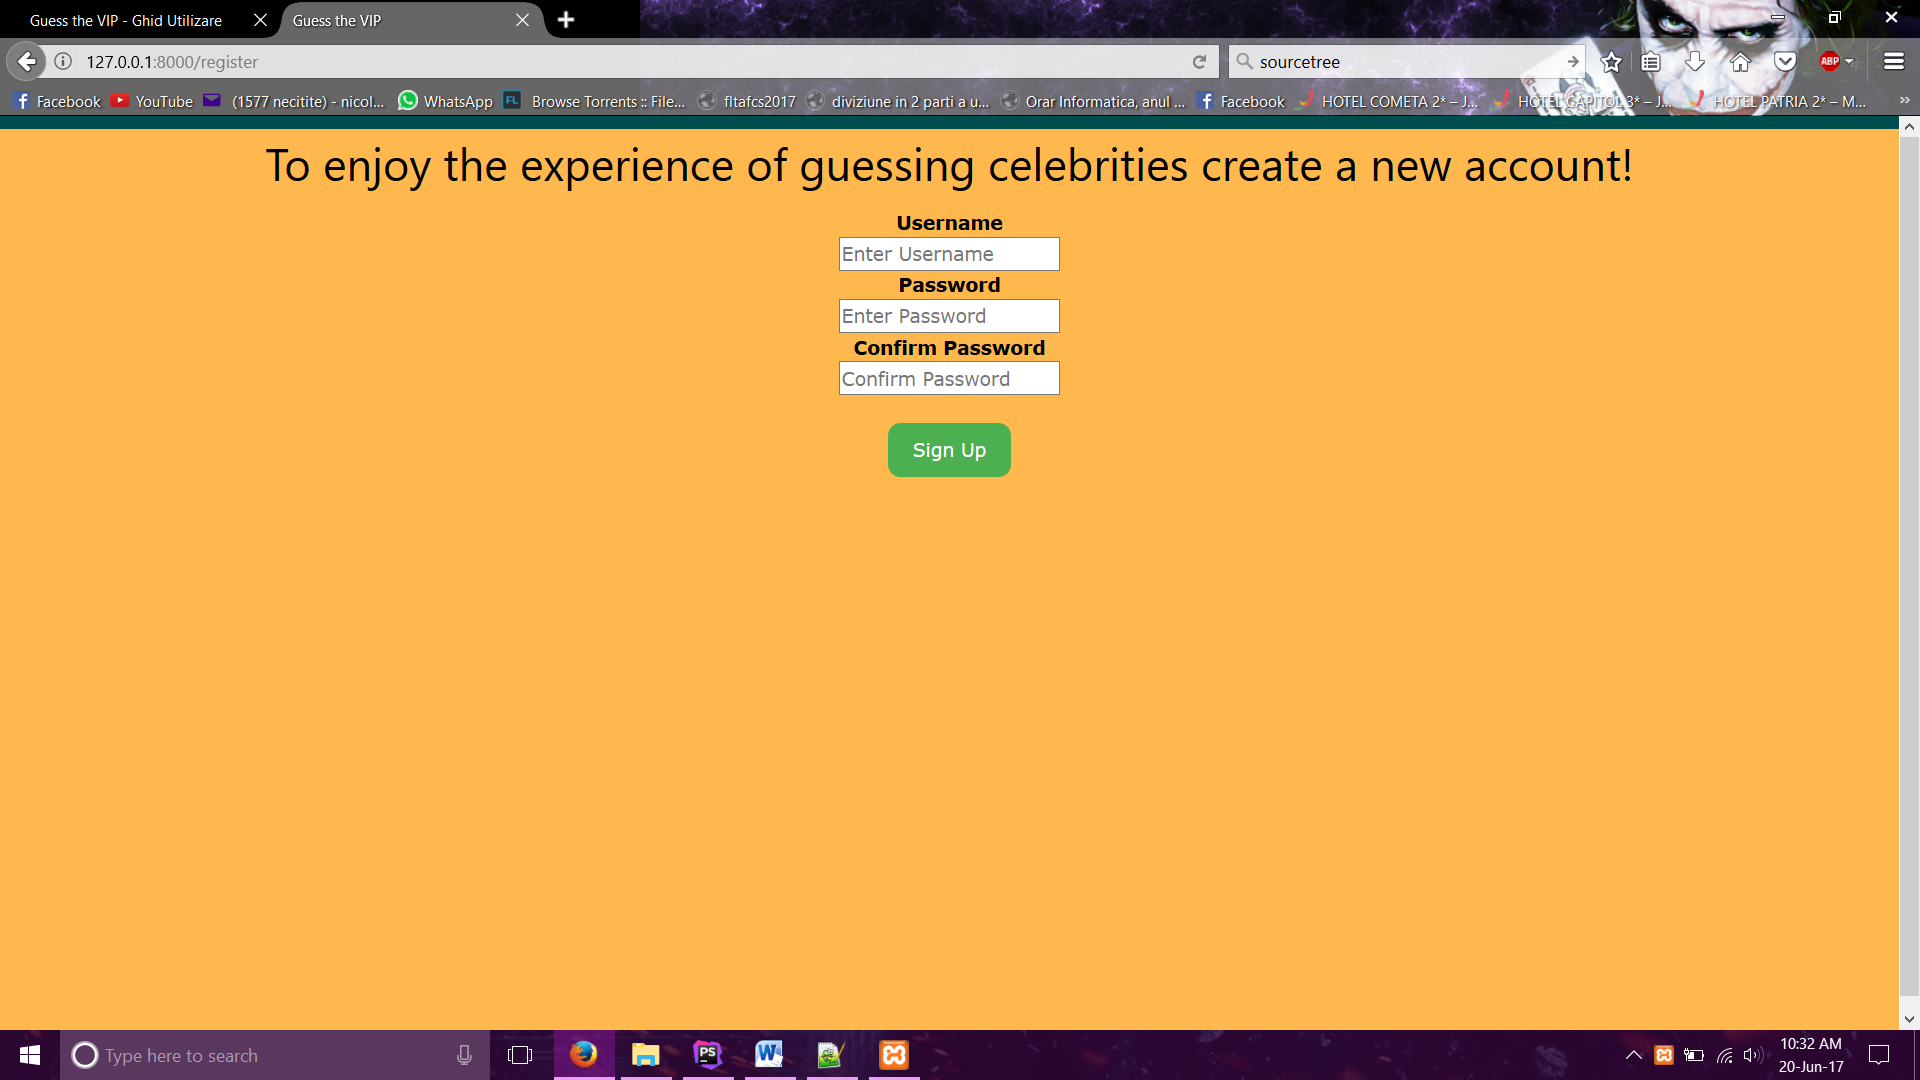 Guess the VIP - Ghid Utilizare
Guess the VIP
127.0.0.1:8000/register
sourcetree
ABP
Facebook
YouTube
(1577 necitite) - nicol...
WhatsApp
FL
Browse Torrents :: File...
fltafcs2017
diviziune in 2 parti a u...
Orar Informatica, anul ...
Facebook
HOTEL COMETA 2* – J...
HOTEL CAPITOL 3* – J...
HOTEL PATRIA 2* – M...
To enjoy the experience of guessing celebrities create a new account!
Username
Enter Username
Password
Enter Password
Confirm Password
Confirm Password
Sign Up
Type here to search
PS
W
10:32 AM
20-Jun-17